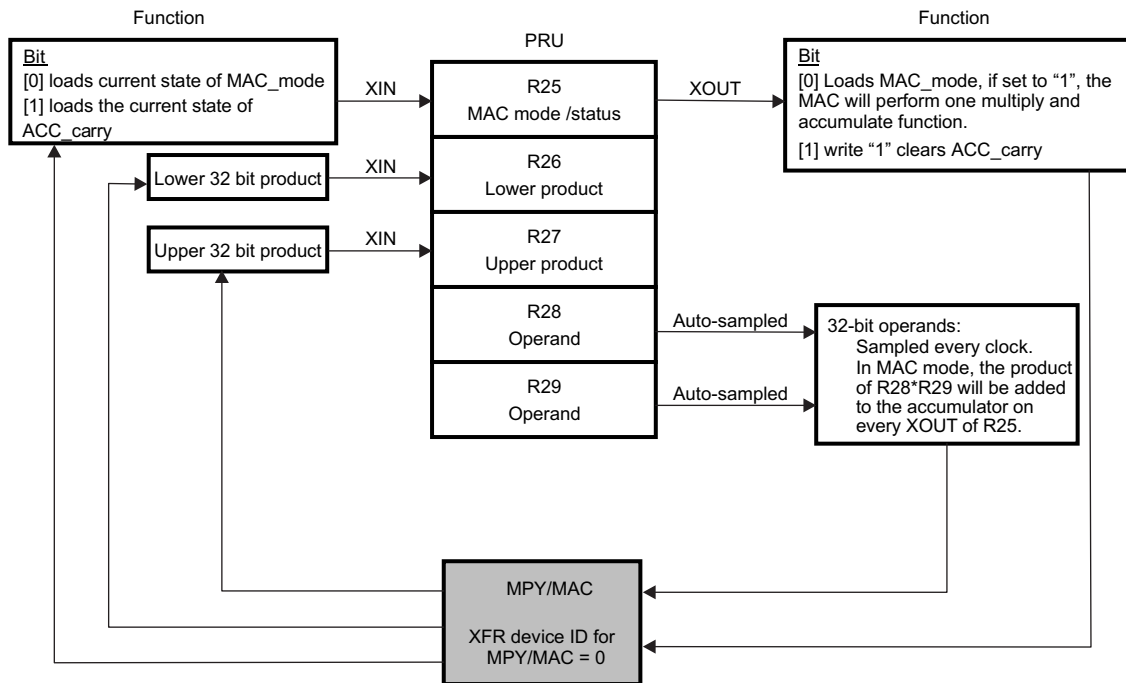 Function
Bit
[0] loads current state of MAC_mode
[1] loads the current state of
ACC_carry
Lower 32 bit product
Upper 32 bit product
XIN
XIN
XIN
PRU
R25
MAC mode /status
R26
Lower product
R27
Upper product
R28
Operand
R29
Operand
XOUT
Auto-sampled
Auto-sampled
Function
Bit
[0] Loads MAC_mode, if set to “1”, the
MAC will perform one multiply and
accumulate function.
[1] write “1” clears ACC_carry
32-bit operands:
Sampled every clock.
In MAC mode, the product
of R28*R29 will be added
to the accumulator on
every XOUT of R25.
MPY/MAC
XFR device ID for
MPY/MAC = 0